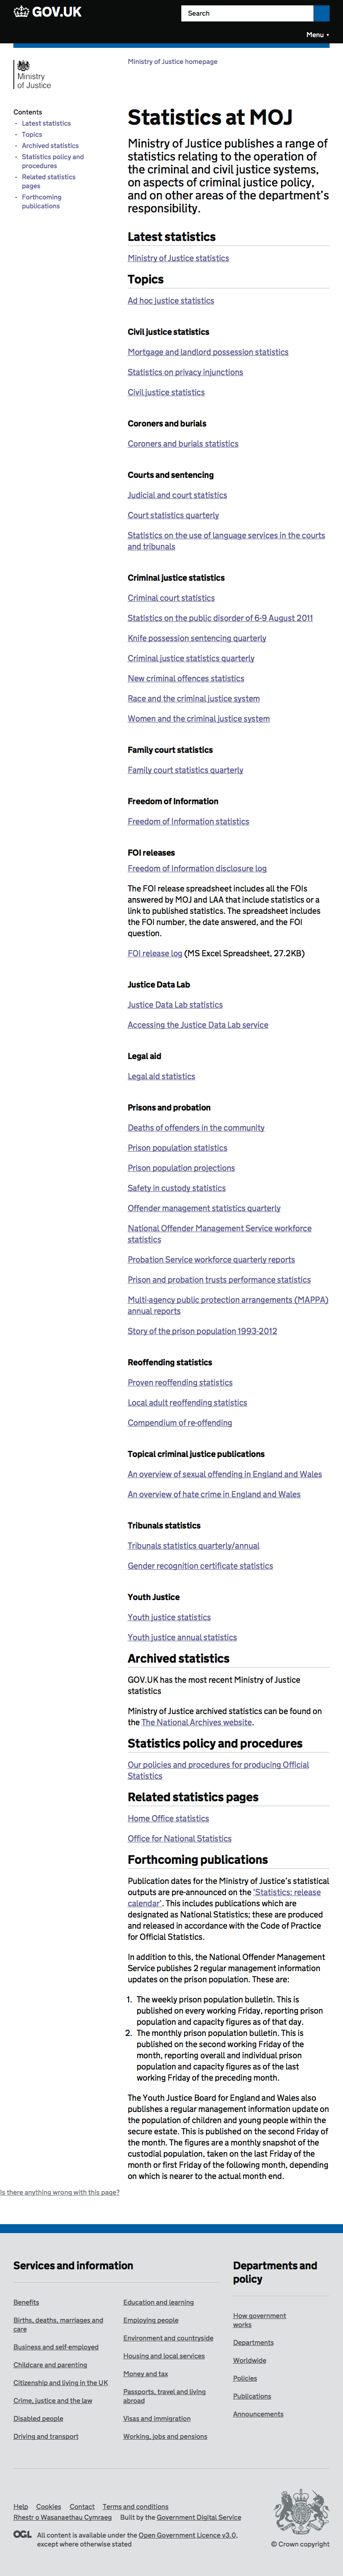 GOV.UK
Search
Menu ▾
Ministry
of Justice
Ministry of Justice homepage
Contents
- Latest statistics
- Topics
- Archived statistics
- Statistics policy and
procedures
- Related statistics
pages
- Forthcoming
publications
Statistics at MOJ
Ministry of Justice publishes a range of
statistics relating to the operation of
the criminal and civil justice systems,
on aspects of criminal justice policy,
and on other areas of the department's
responsibility.
Latest statistics
Ministry of Justice statistics
Topics
Ad hoc justice statistics
Civil justice statistics
Mortgage and landlord possession statistics
Statistics on privacy injunctions
Civil justice statistics
Coroners and burials
Coroners and burials statistics
Courts and sentencing
Judicial and court statistics
Court statistics quarterly
Statistics on the use of language services in the courts
and tribunals
Criminal justice statistics
Criminal court statistics
Statistics on the public disorder of 6-9 August 2011
Knife possession sentencing quarterly
Criminal justice statistics quarterly
New criminal offences statistics
Race and the criminal justice system
Women and the criminal justice system
Family court statistics
Family court statistics quarterly
Freedom of Information
Freedom of Information statistics
FOI releases
Freedom of Information disclosure log
The FOI release spreadsheet includes all the FOIs
answered by MOJ and LAA that include statistics or a
link to published statistics. The spreadsheet includes
the FOI number, the date answered, and the FOI
question.
FOI release log (MS Excel Spreadsheet, 27.2KB)
Justice Data Lab
Justice Data Lab statistics
Accessing the Justice Data Lab service
Legal aid
Legal aid statistics
Prisons and probation
Deaths of offenders in the community
Prison population statistics
Prison population projections
Safety in custody statistics
Offender management statistics quarterly
National Offender Management Service workforce
statistics
Probation Service workforce quarterly reports
Prison and probation trusts performance statistics
Multi-agency public protection arrangements (MAPPA)
annual reports
Story of the prison population 1993-2012
Reoffending statistics
Proven reoffending statistics
Local adult reoffending statistics
Compendium of re-offending
Topical criminal justice publications
An overview of sexual offending in England and Wales
An overview of hate crime in England and Wales
Tribunals statistics
Tribunals statistics quarterly/annual
Gender recognition certificate statistics
Youth Justice
Youth justice statistics
Youth justice annual statistics
Archived statistics
GOV.UK has the most recent Ministry of Justice
statistics
Ministry of Justice archived statistics can be found on
the The National Archives website.
Statistics policy and procedures
Our policies and procedures for producing Official
Statistics
Related statistics pages
Home Office statistics
Office for National Statistics
Forthcoming publications
Publication dates for the Ministry of Justice's statistical
outputs are pre-announced on the 'Statistics: release
calendar'. This includes publications which are
designated as National Statistics; these are produced
and released in accordance with the Code of Practice
for Official Statistics.
In addition to this, the National Offender Management
Service publishes 2 regular management information
updates on the prison population. These are:
1. The weekly prison population bulletin. This is
published on every working Friday, reporting prison
population and capacity figures as of that day.
2. The monthly prison population bulletin. This is
published on the second working Friday of the
month, reporting overall and individual prison
population and capacity figures as of the last
working Friday of the preceding month.
The Youth Justice Board for England and Wales also
publishes a regular management information update on
the population of children and young people within the
secure estate. This is published on the second Friday of
the month. The figures are a monthly snapshot of the
custodial population, taken on the last Friday of the
month or first Friday of the following month, depending
on which is nearer to the actual month end.
Is there anything wrong with this page?
Services and information
Benefits
Births, deaths, marriages and
care
Business and self-employed
Childcare and parenting
Citizenship and living in the UK
Crime, justice and the law
Disabled people
Driving and transport
Education and learning
Employing people
Environment and countryside
Housing and local services
Money and tax
Passports, travel and living
abroad
Visas and immigration
Working, jobs and pensions
Departments and
policy
How government
works
Departments
Worldwide
Policies
Publications
Announcements
Help Cookies Contact Terms and conditions
Rhestr o Wasanaethau Cymraeg Built by the Government Digital Service
OGL All content is available under the Open Government Licence v3.0,
except where otherwise stated
© Crown copyright